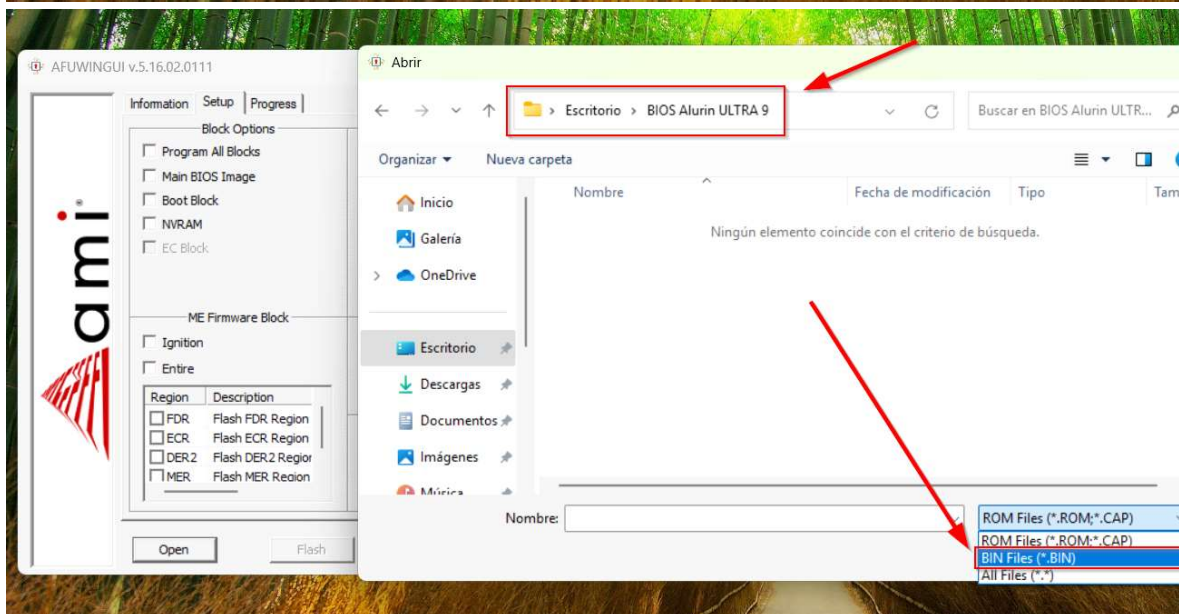 AFUWINGUI v.5.16.02.0111
ami
Information Setup Progress
Block Options
Program All Blocks
Main BIOS Image
Boot Block
NVRAM
EC Block
ME Firmware Block
Ignition
Entire
Region Description
FDR Flash FDR Region
ECR Flash ECR Region
DER2 Flash DER2 Region
MER Flash MER Region
Open Flash
Abrir
Escritorio BIOS Alurin ULTRA 9
Buscar en BIOS Alurin ULTR...
Organizar Nueva carpeta
Nombre Fecha de modificación Tipo Tam
Ningún elemento coincide con el criterio de búsqueda.
Inicio
Galería
OneDrive
Escritorio
Descargas
Documentos
Imágenes
Música
Nombre:
ROM Files (*.ROM;*.CAP)
ROM Files (*.ROM;*.CAP)
BIN Files (*.BIN)
All Files (*.*)